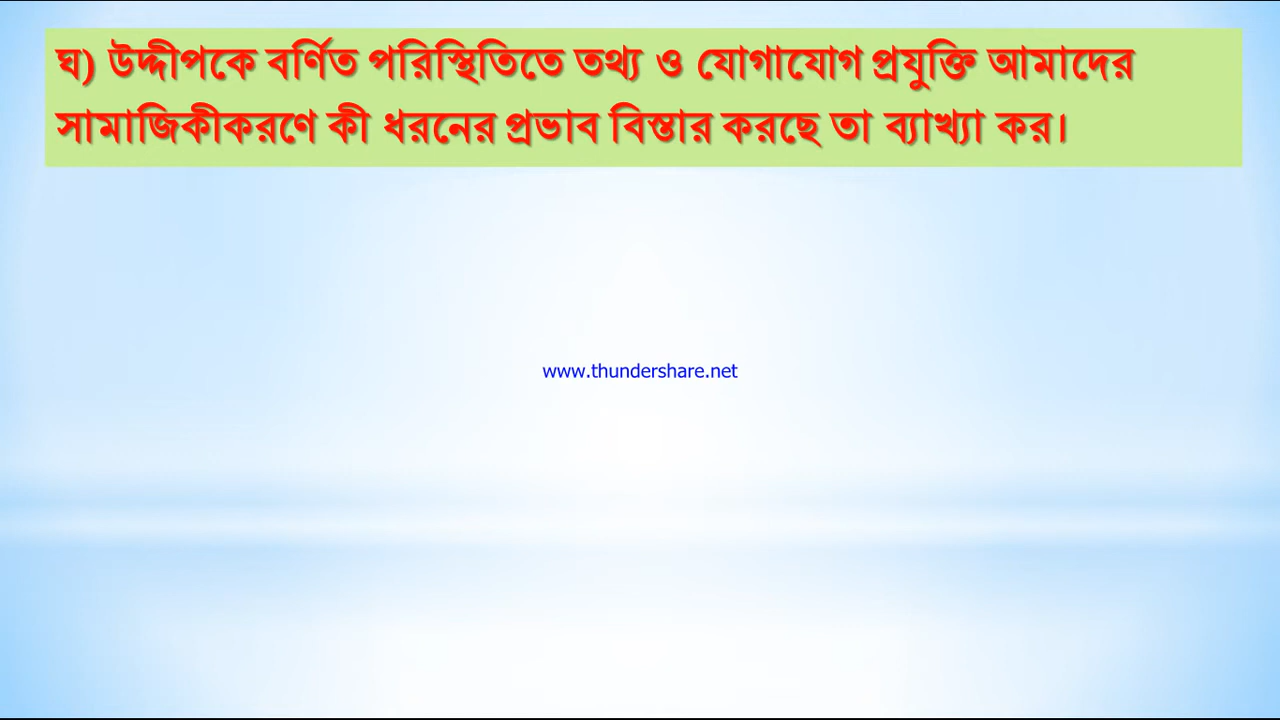 ঘ) উদ্দীপকে বর্ণিত পরিস্থিতিতে তথ্য ও যোগাযোগ প্রযুক্তি আমাদের
সামাজিকীকরণে কী ধরনের প্রভাব বিস্তার করছে তা ব্যাখ্যা কর।
www.thundershare.net